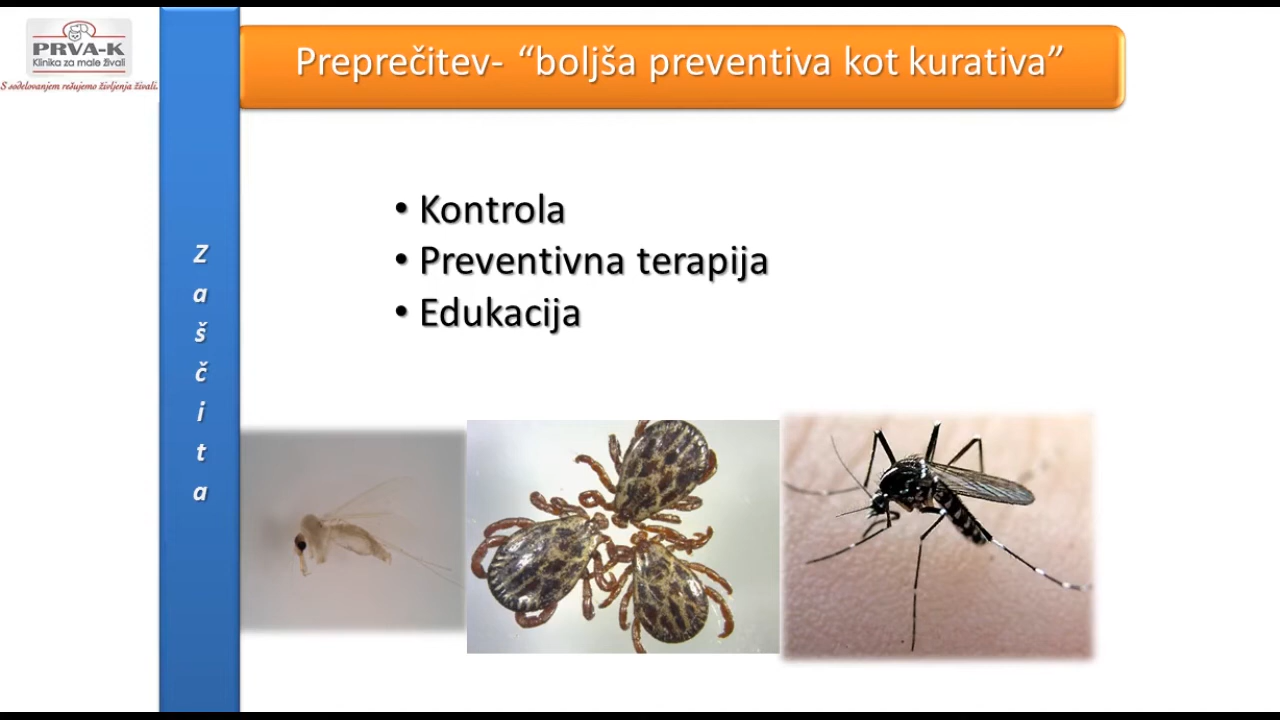 PRVA-K
Klinika za male živali
S sodelovanjem rešujemo življenja živali.
Preprečitev- “boljša preventiva kot kurativa”
• Kontrola
• Preventivna terapija
• Edukacija
Z
a
š
č
i
t
a